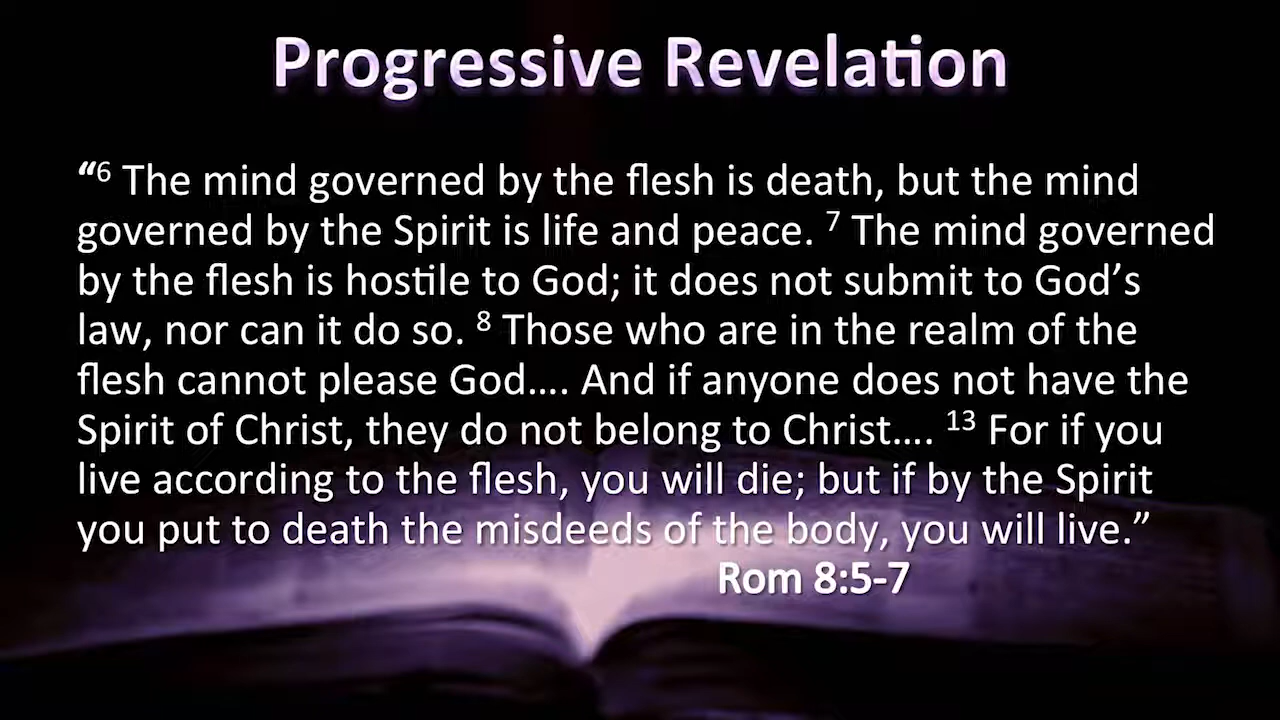 Progressive Revelation
“6 The mind governed by the flesh is death, but the mind
governed by the Spirit is life and peace. 7 The mind governed
by the flesh is hostile to God; it does not submit to God’s
law, nor can it do so. 8 Those who are in the realm of the
flesh cannot please God…. And if anyone does not have the
Spirit of Christ, they do not belong to Christ…. 13 For if you
live according to the flesh, you will die; but if by the Spirit
you put to death the misdeeds of the body, you will live.”
Rom 8:5-7